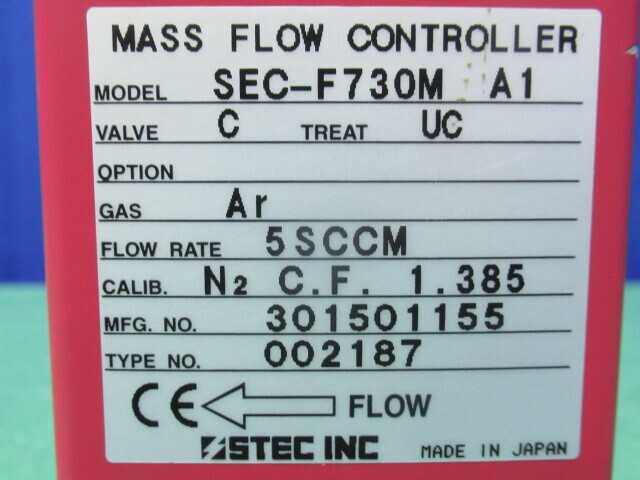 MASS FLOW CONTROLLER
MODEL SEC-F730M A1
VALVE C TREAT UC
OPTION
GAS Ar
FLOW RATE 5SCCM
CALIB. N2 C.F. 1.385
MFG. NO. 301501155
TYPE NO. 002187
CE FLOW
STEC INC MADE IN JAPAN